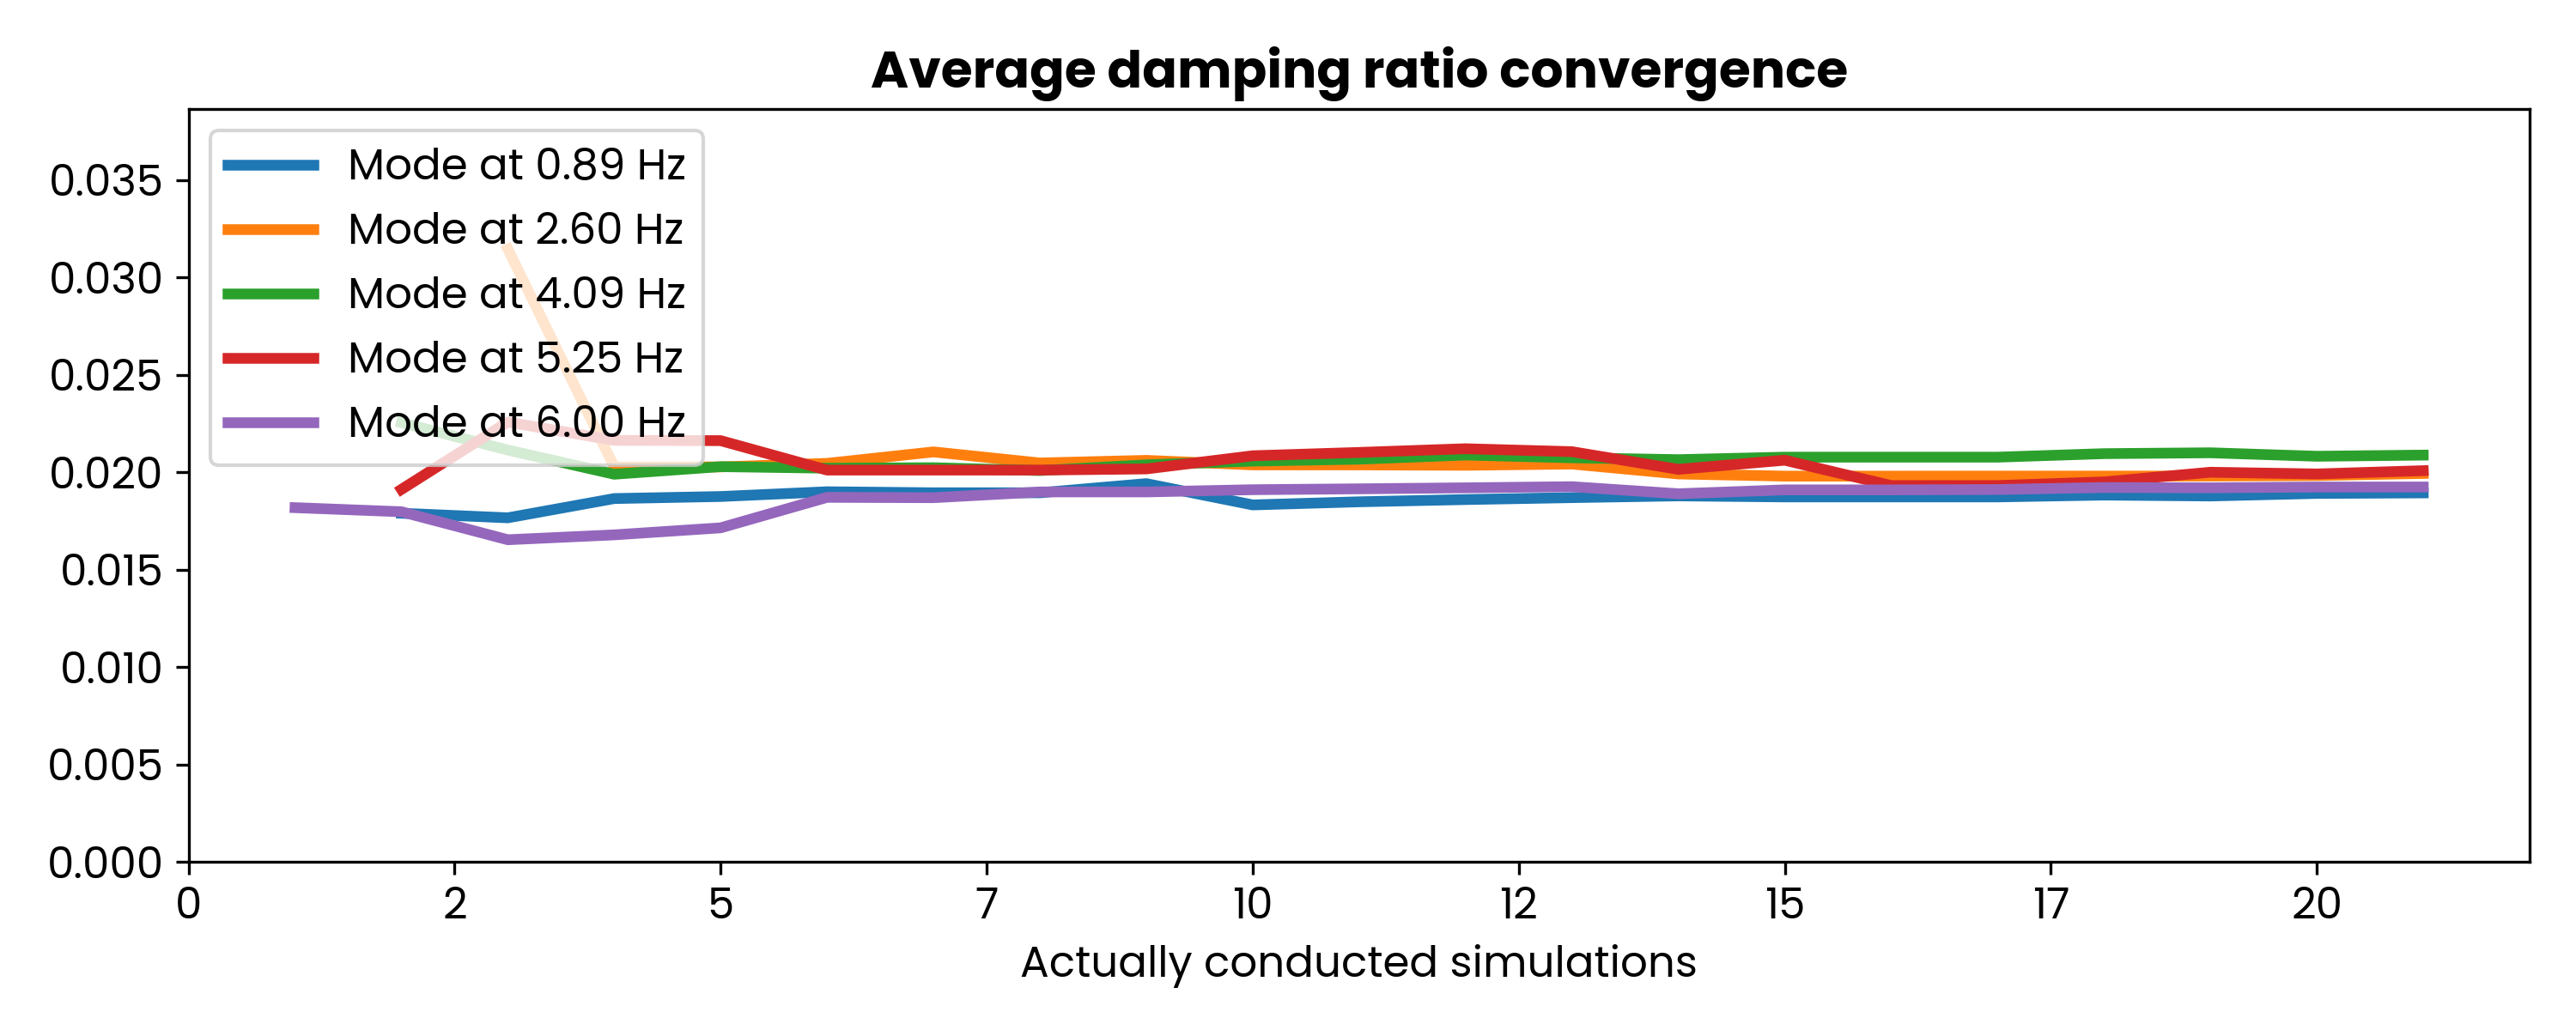 Average damping ratio convergence
Mode at 0.89 Hz
Mode at 2.60 Hz
Mode at 4.09 Hz
Mode at 5.25 Hz
Mode at 6.00 Hz
0.035
0.030
0.025
0.020
0.015
0.010
0.005
0.000
0 2 5 7 10 12 15 17 20
Actually conducted simulations